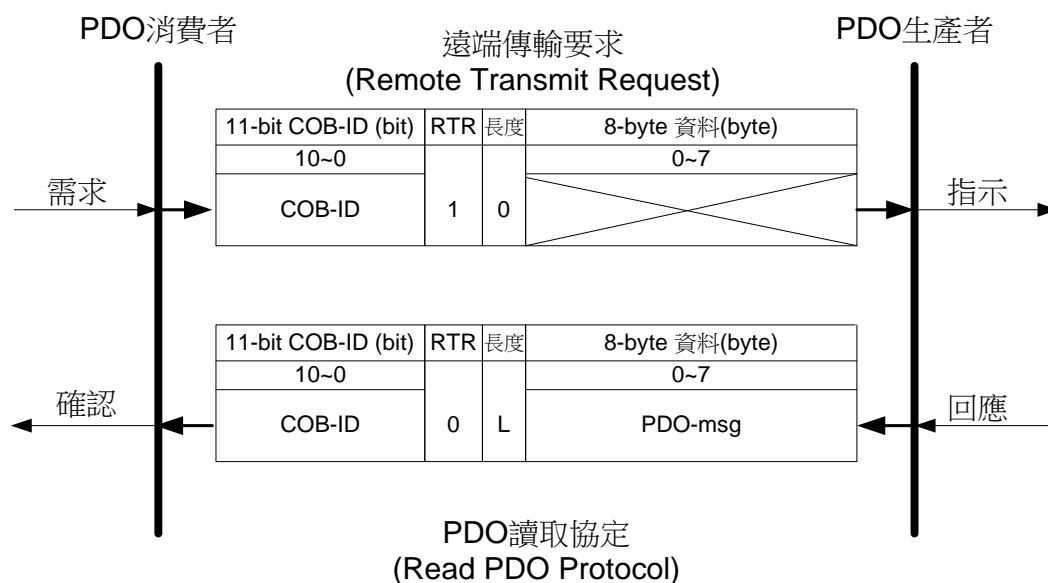 PDO消費者
遠端傳輸要求
(Remote Transmit Request)
PDO生產者
11-bit COB-ID (bit) RTR 長度 8-byte 資料(byte)
10~0 0~7
需求 COB-ID 1 0 指示
11-bit COB-ID (bit) RTR 長度 8-byte 資料(byte)
10~0 0~7
確認 COB-ID 0 L PDO-msg 回應
PDO讀取協定
(Read PDO Protocol)